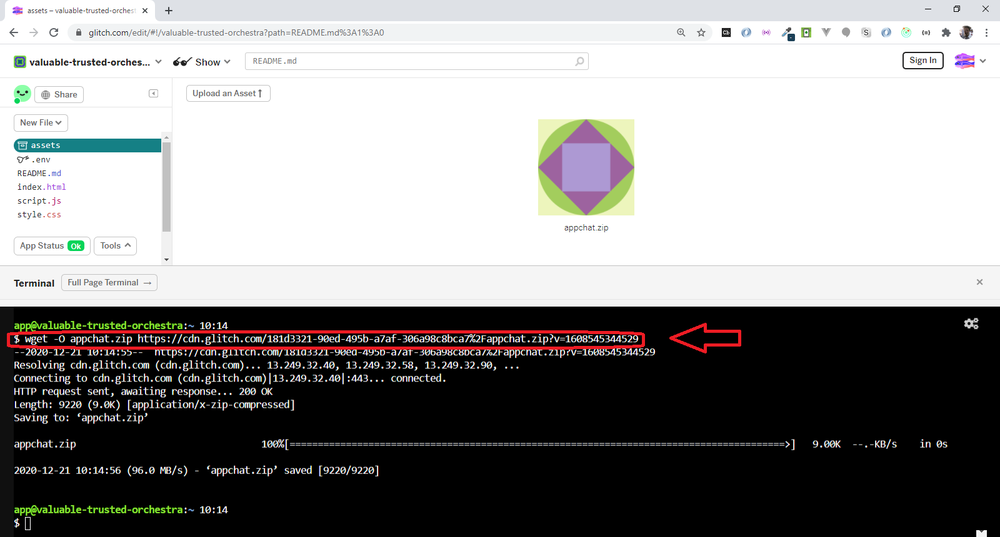 assets – valuable-trusted-orchest
glitch.com/edit/#!/valuable-trusted-orchestra?path=README.md%3A1%3A0
valuable-trusted-orches...
Show
README.md
Sign In
Share
Upload an Asset↑
New File
assets
.env
README.md
index.html
script.js
style.css
appchat.zip
App Status Ok
Tools
Terminal
Full Page Terminal →
app@valuable-trusted-orchestra:~ 10:14
$ wget -O appchat.zip https://cdn.glitch.com/181d3321-90ed-495b-a7af-306a98c8bca7%2Fappchat.zip?v=1608545344529
--2020-12-21 10:14:55-- https://cdn.glitch.com/181d3321-90ed-495b-a7af-306a98c8bca7%2Fappchat.zip?v=1608545344529
Resolving cdn.glitch.com (cdn.glitch.com)... 13.249.32.40, 13.249.32.58, 13.249.32.90, ...
Connecting to cdn.glitch.com (cdn.glitch.com)|13.249.32.40|:443... connected.
HTTP request sent, awaiting response... 200 OK
Length: 9220 (9.0K) [application/x-zip-compressed]
Saving to: ‘appchat.zip’
appchat.zip 100%[========================================================================================>] 9.00K --.-KB/s in 0s
2020-12-21 10:14:56 (96.0 MB/s) - ‘appchat.zip’ saved [9220/9220]
app@valuable-trusted-orchestra:~ 10:14
$